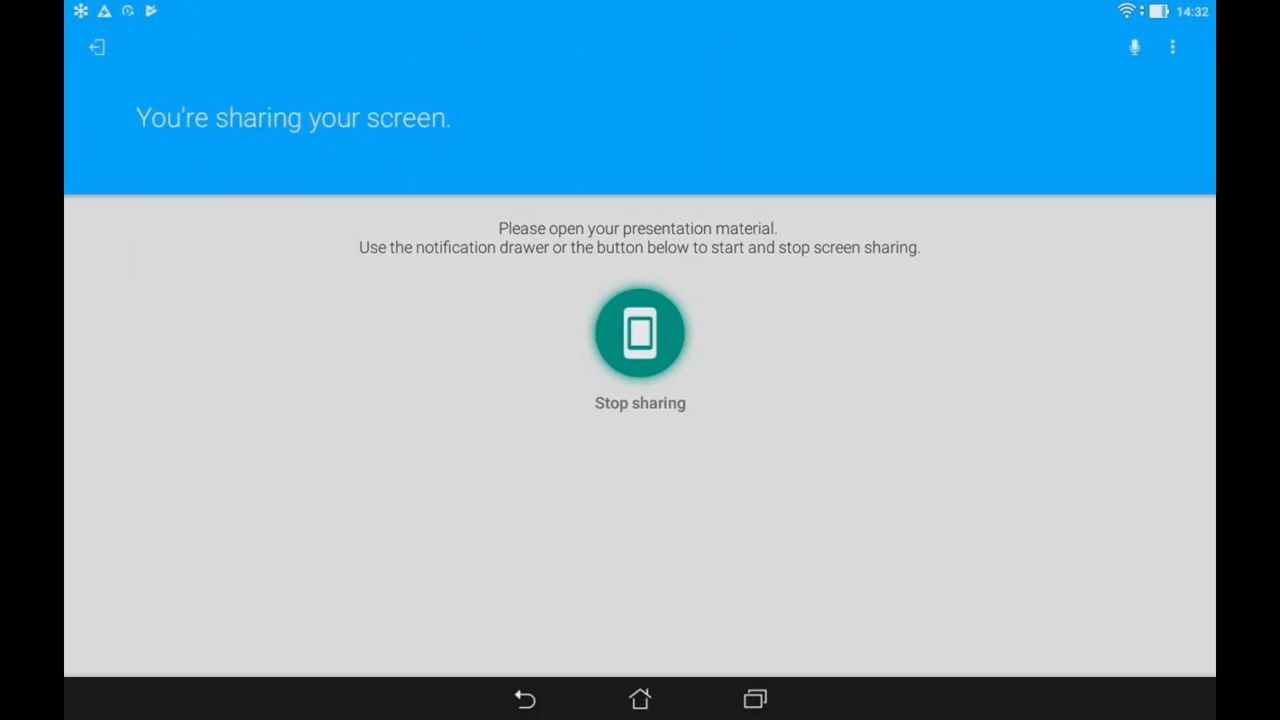 14:32
You're sharing your screen.
Please open your presentation material.
Use the notification drawer or the button below to start and stop screen sharing.
Stop sharing